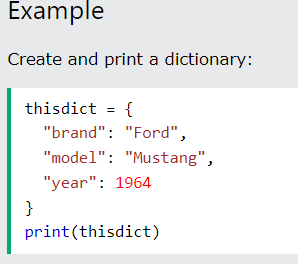 Example
Create and print a dictionary:
thisdict = {
  "brand": "Ford",
  "model": "Mustang",
  "year": 1964
}
print(thisdict)